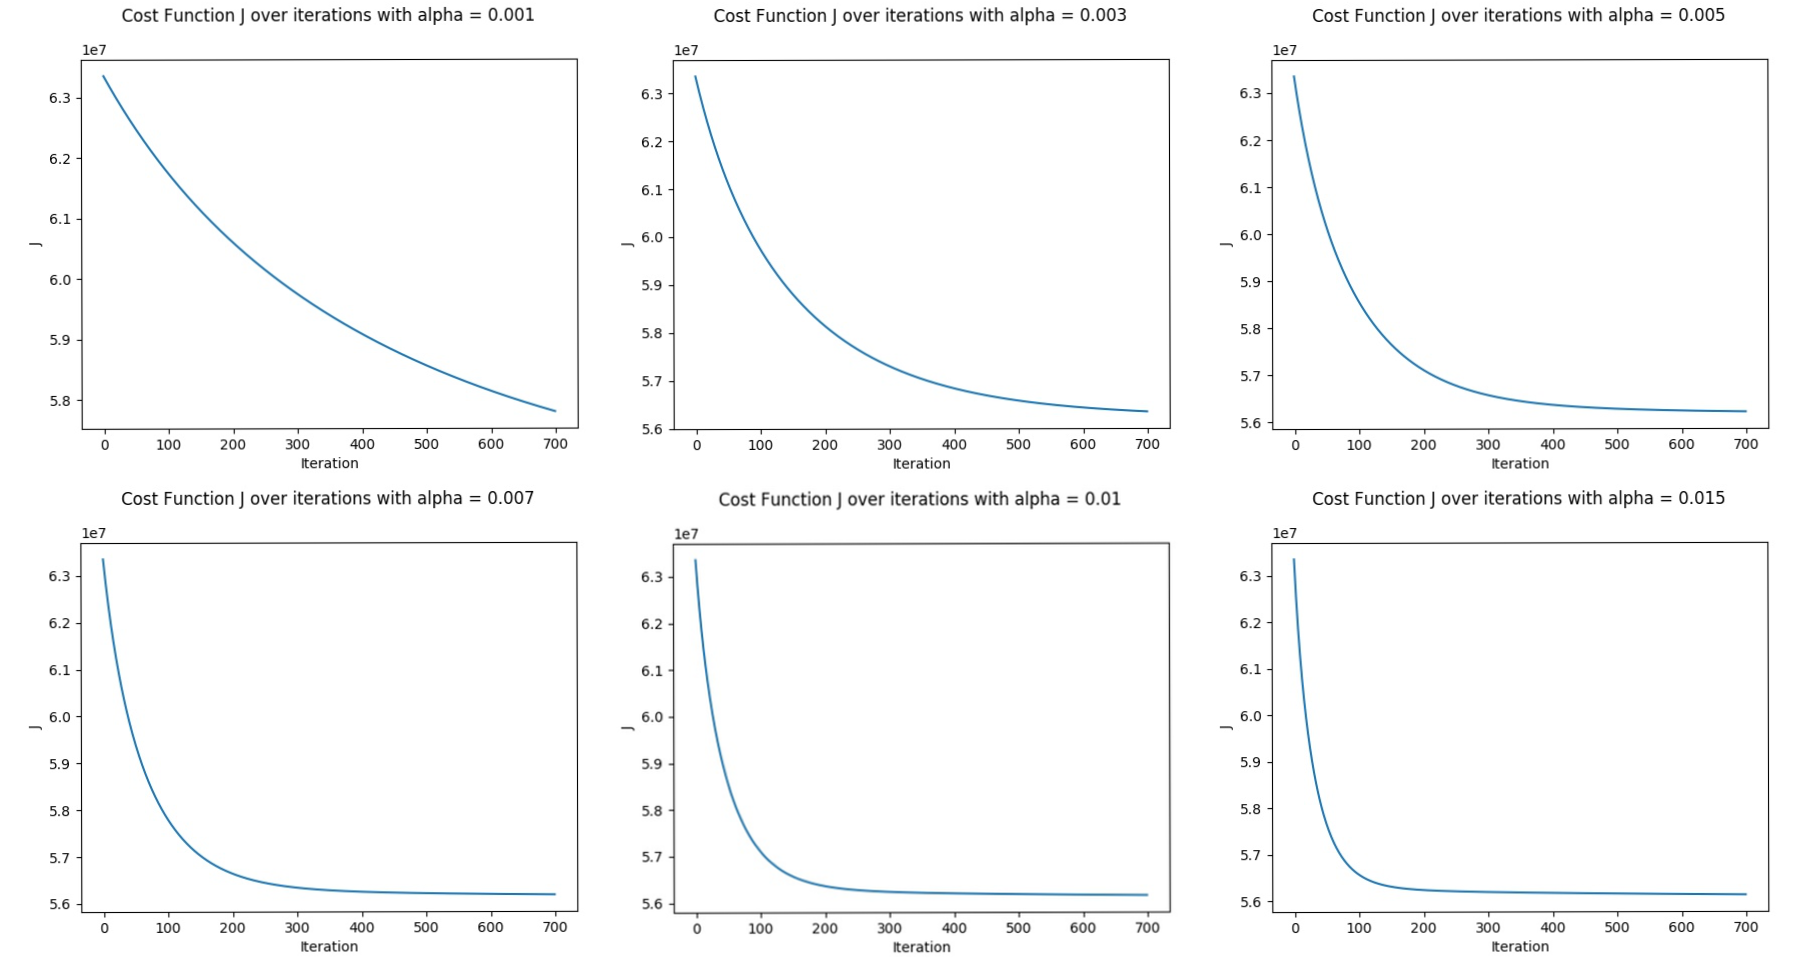 Cost Function J over iterations with alpha = 0.001
1e7
6.3
6.2
6.1
6.0
5.9
5.8
J
0 100 200 300 400 500 600 700
Iteration
Cost Function J over iterations with alpha = 0.003
1e7
6.3
6.2
6.1
6.0
5.9
5.8
5.7
5.6
J
0 100 200 300 400 500 600 700
Iteration
Cost Function J over iterations with alpha = 0.005
1e7
6.3
6.2
6.1
6.0
5.9
5.8
5.7
5.6
J
0 100 200 300 400 500 600 700
Iteration
Cost Function J over iterations with alpha = 0.007
1e7
6.3
6.2
6.1
6.0
5.9
5.8
5.7
5.6
J
0 100 200 300 400 500 600 700
Iteration
Cost Function J over iterations with alpha = 0.01
1e7
6.3
6.2
6.1
6.0
5.9
5.8
5.7
5.6
J
0 100 200 300 400 500 600 700
Iteration
Cost Function J over iterations with alpha = 0.015
1e7
6.3
6.2
6.1
6.0
5.9
5.8
5.7
5.6
J
0 100 200 300 400 500 600 700
Iteration